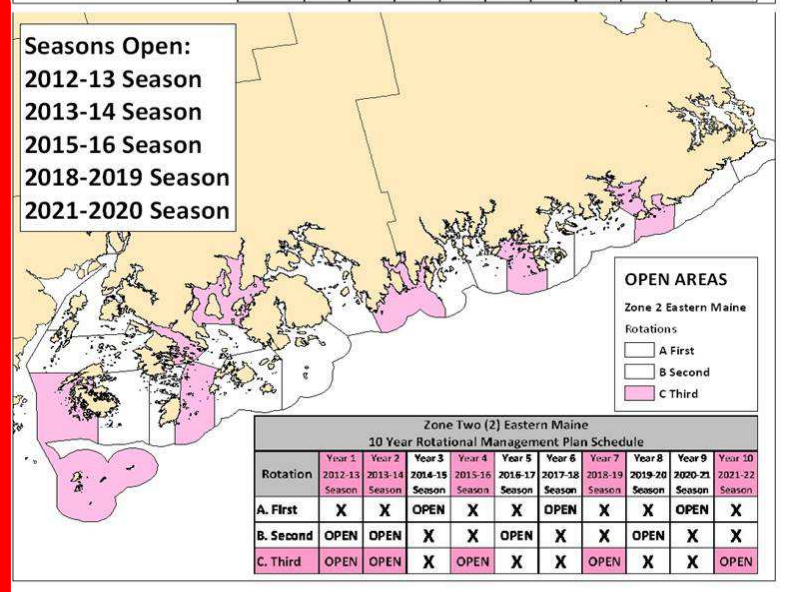 Seasons Open:
2012-13 Season
2013-14 Season
2015-16 Season
2018-2019 Season
2021-2020 Season
OPEN AREAS
Zone 2 Eastern Maine
Rotations
A First
B Second
C Third
Zone Two (2) Eastern Maine
10 Year Rotational Management Plan Schedule
Rotation Year 1 2012-13 Season Year 2 2013-14 Season Year 3 2014-15 Season Year 4 2015-16 Season Year 5 2016-17 Season Year 6 2017-18 Season Year 7 2018-19 Season Year 8 2019-20 Season Year 9 2020-21 Season Year 10 2021-22 Season
A. First X X OPEN X X OPEN X X OPEN X
B. Second OPEN OPEN X X OPEN X X OPEN X X
C. Third OPEN OPEN X OPEN X X OPEN X X OPEN